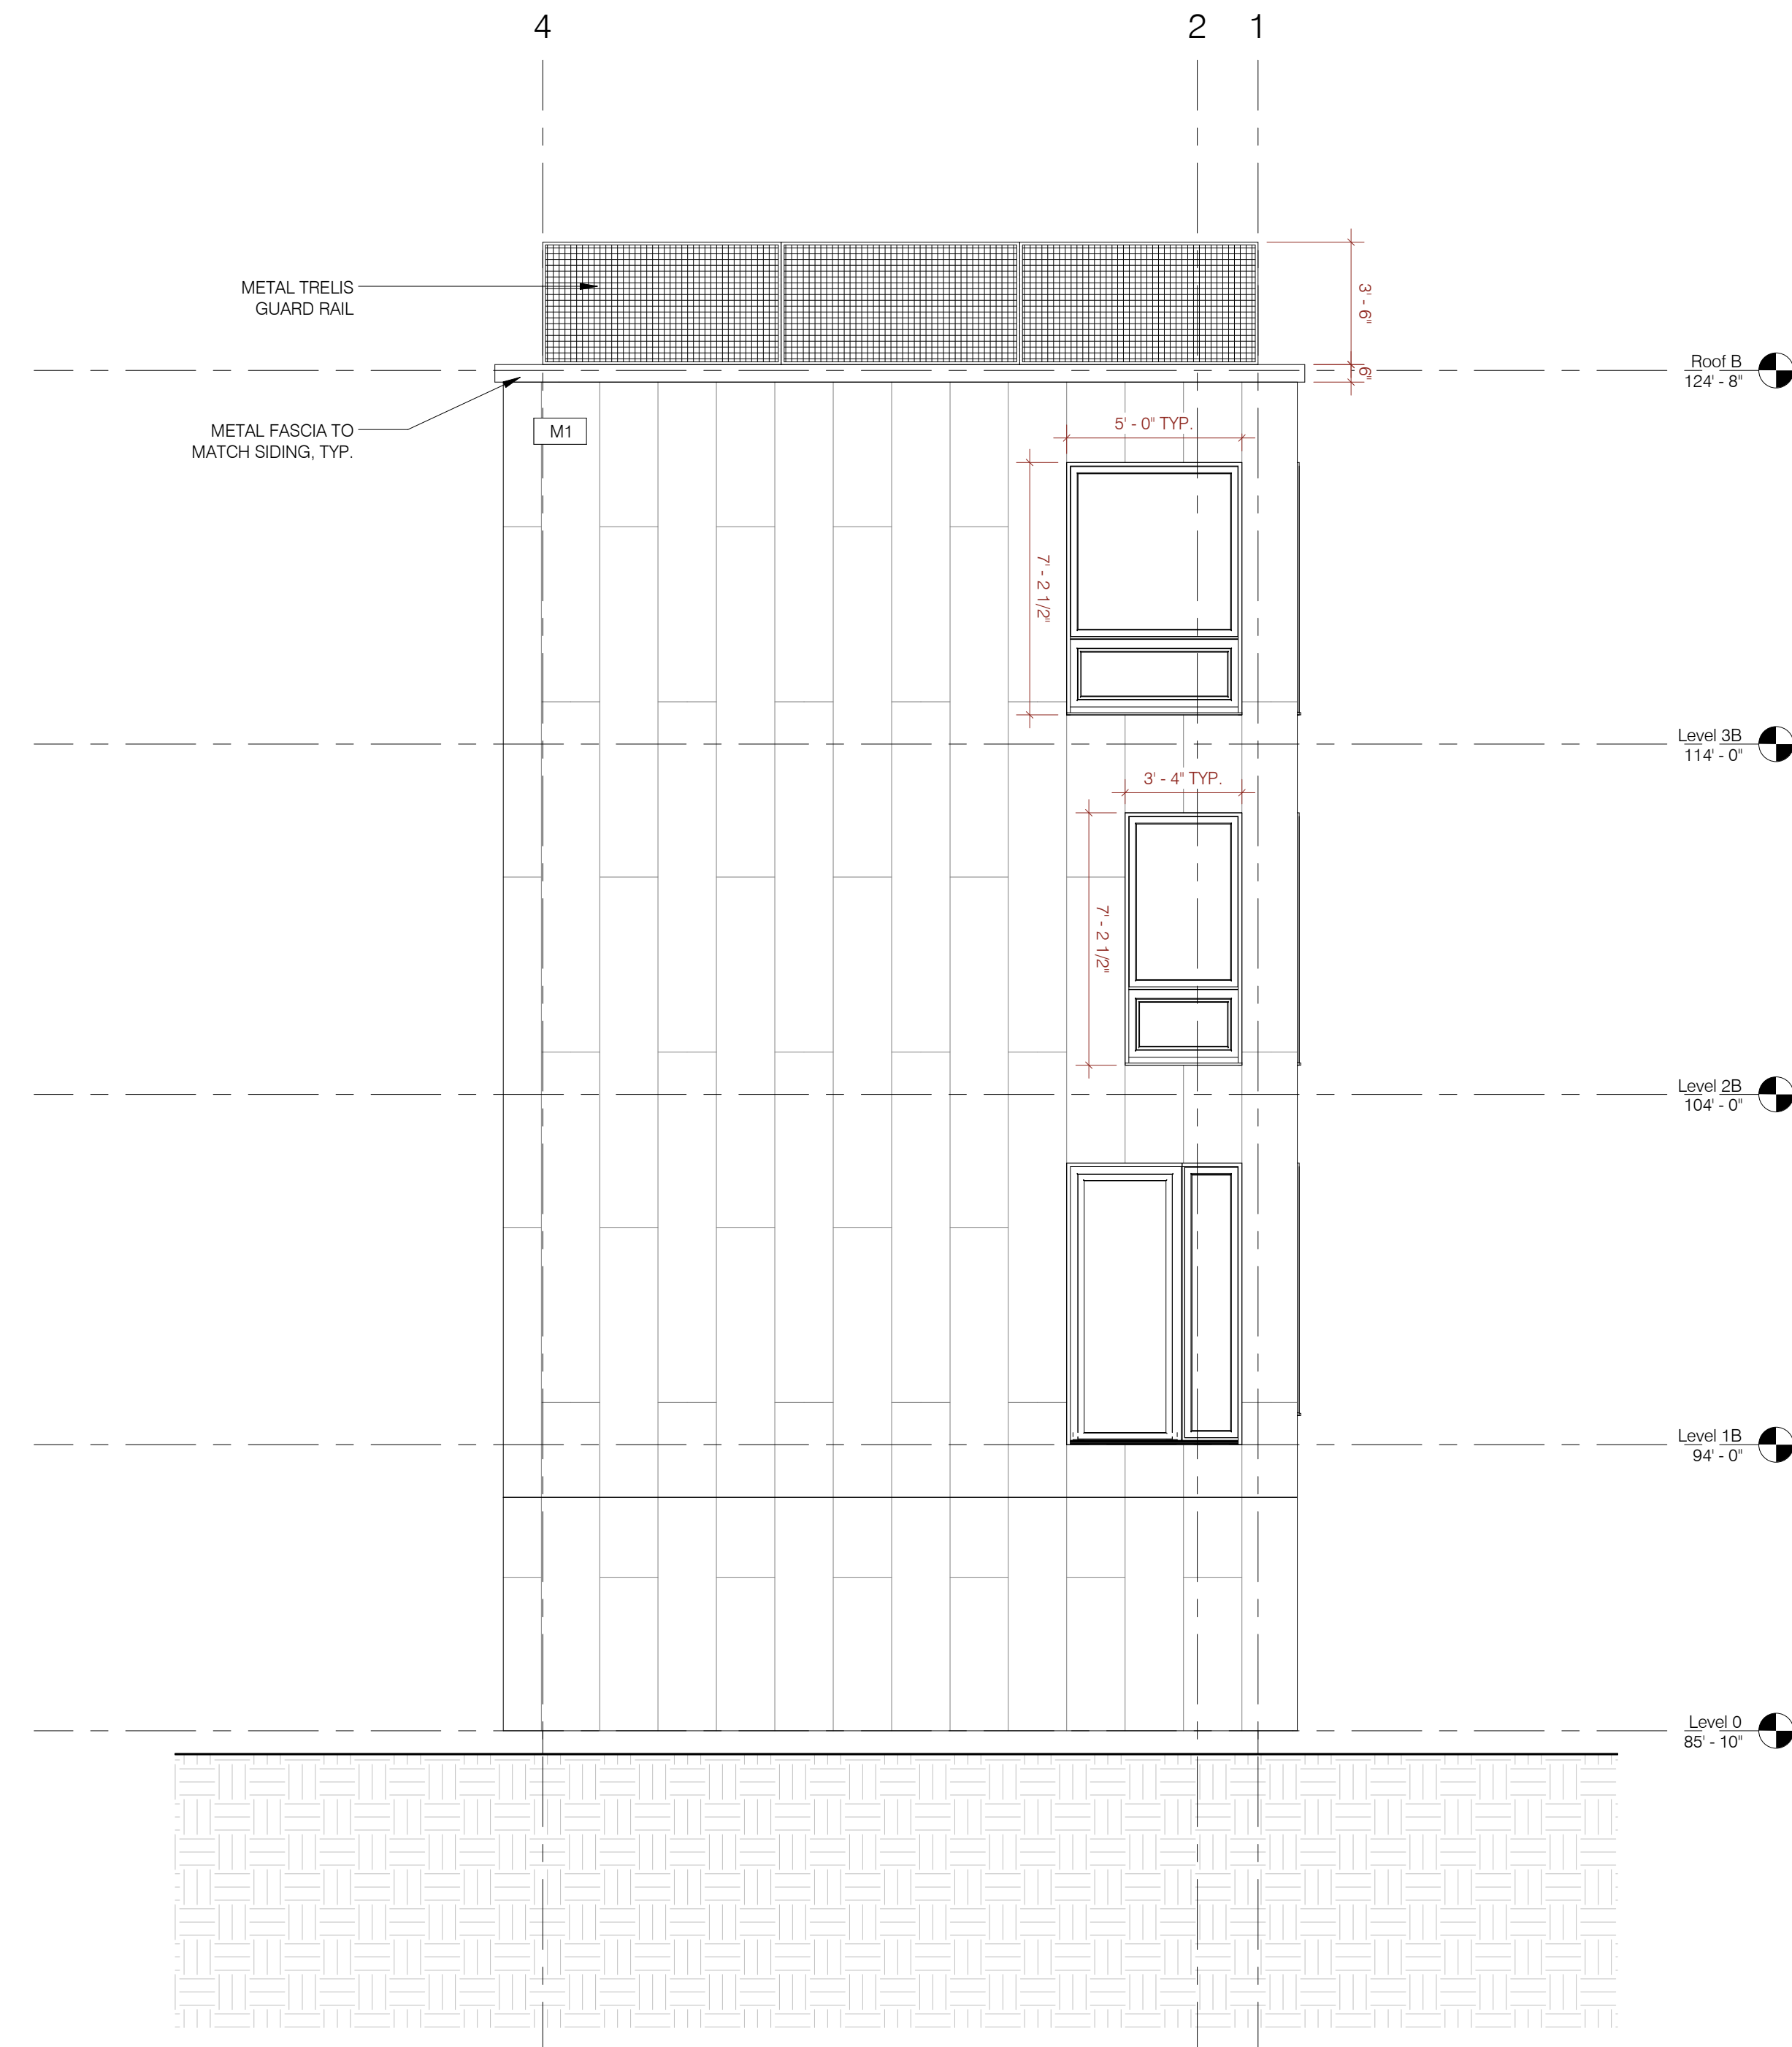 4
2
1
METAL TRELIS
GUARD RAIL
3' - 6"
Roof B
124' - 8"
6"
METAL FASCIA TO
MATCH SIDING, TYP.
M1
5' - 0" TYP.
7' - 2 1/2"
Level 3B
114' - 0"
3' - 4" TYP.
7' - 2 1/2"
Level 2B
104' - 0"
Level 1B
94' - 0"
Level 0
85' - 10"